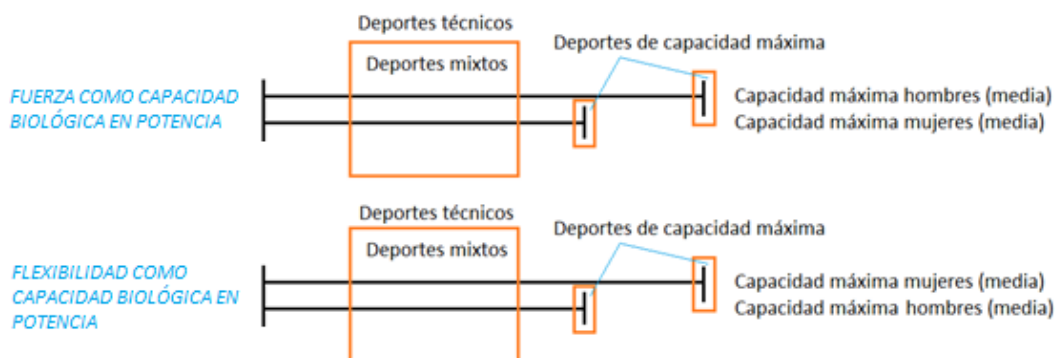 Deportes técnicos
Deportes de capacidad máxima
Deportes mixtos
FUERZA COMO CAPACIDAD
BIOLÓGICA EN POTENCIA
Capacidad máxima hombres (media)
Capacidad máxima mujeres (media)
Deportes técnicos
Deportes de capacidad máxima
Deportes mixtos
FLEXIBILIDAD COMO
CAPACIDAD BIOLÓGICA EN
POTENCIA
Capacidad máxima mujeres (media)
Capacidad máxima hombres (media)